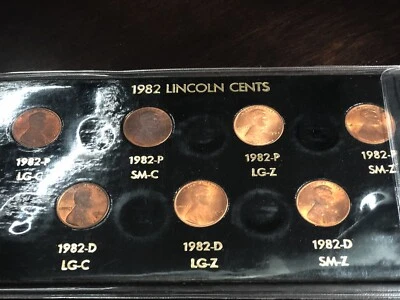 1982 LINCOLN CENTS
1982-P
LG-C
1982-P
SM-C
1982-P
LG-Z
1982-P
SM-Z
1982-D
LG-C
1982-D
LG-Z
1982-D
SM-Z